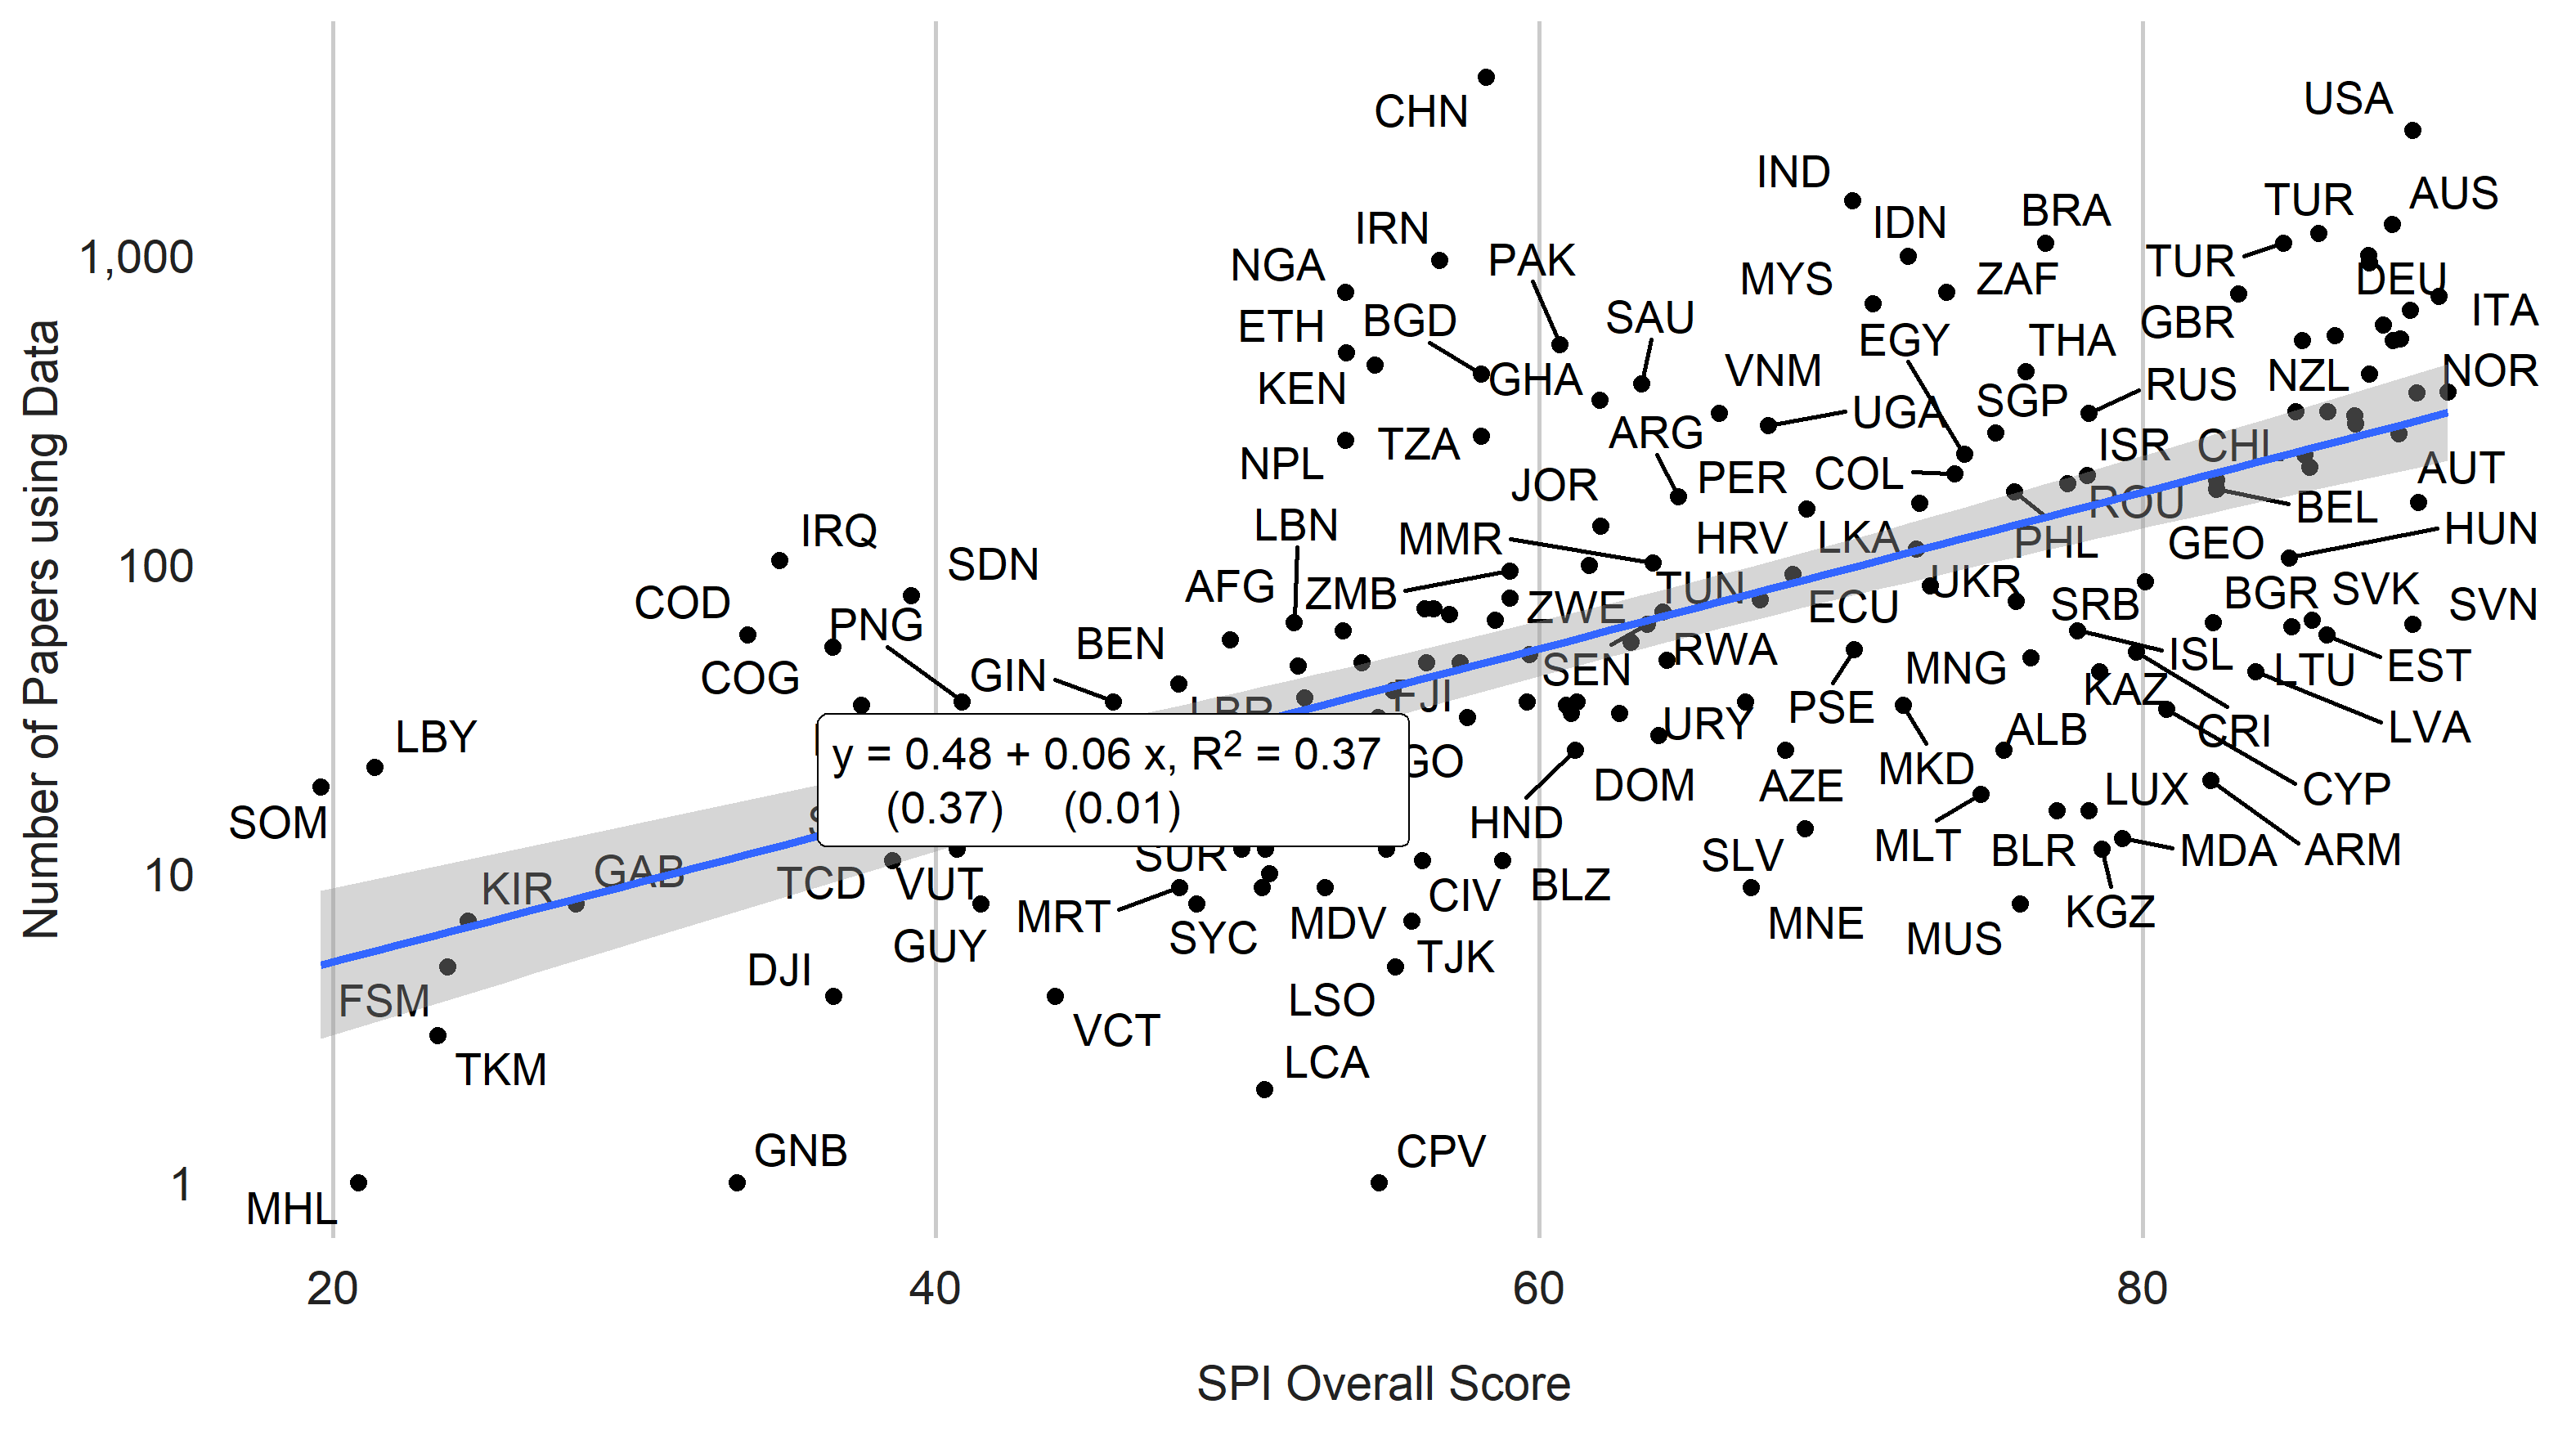 CHN
USA
IND
TUR
AUS
IRN
IDN
BRA
NGA
PAK
TUR
MYS
ZAF
DEU
1,000
ETH
BGD
SAU
EGY
THA
GBR
ITA
KEN
GHA
VNM
SGP
RUS
NZL
NOR
NPL
TZA
ARG
UGA
ISR
CHL
JOR
PER
COL
ROU
BEL
AUT
IRQ
LBN
MMR
HRV
LKA
PHL
GEO
HUN
100
SDN
AFG
ZMB
TUN
UKR
BGR
SVK
COD
PNG
BEN
ZWE
ECU
SRB
SVN
COG
GIN
SEN
RWA
MNG
ISL
LTU
EST
LBR
FJI
PSE
KAZ
LBY
URY
ALB
CRI
LVA
y = 0.48 + 0.06 x, R2 = 0.37
(0.37) (0.01)
GO
DOM
AZE
MKD
LUX
CYP
SOM
HND
SLV
MLT
BLR
MDA
ARM
10
KIR
GAB
TCD
VUT
SUR
MRT
MDV
CIV
BLZ
MNE
MUS
KGZ
GUY
SYC
DJI
TJK
FSM
VCT
LSO
TKM
LCA
GNB
CPV
1
MHL
20 40 60 80
SPI Overall Score
Number of Papers using Data